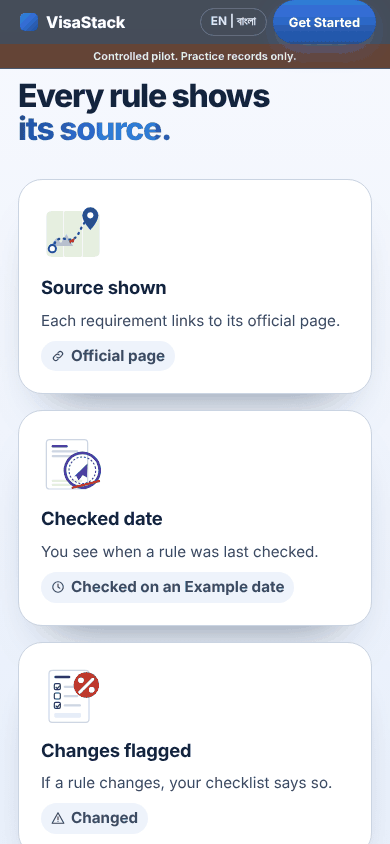 VisaStack
EN | বাংলা
Get Started
Controlled pilot. Practice records only.
Every rule shows
its source.
Source shown
Each requirement links to its official page.
Official page
Checked date
You see when a rule was last checked.
Checked on an Example date
Changes flagged
If a rule changes, your checklist says so.
Changed